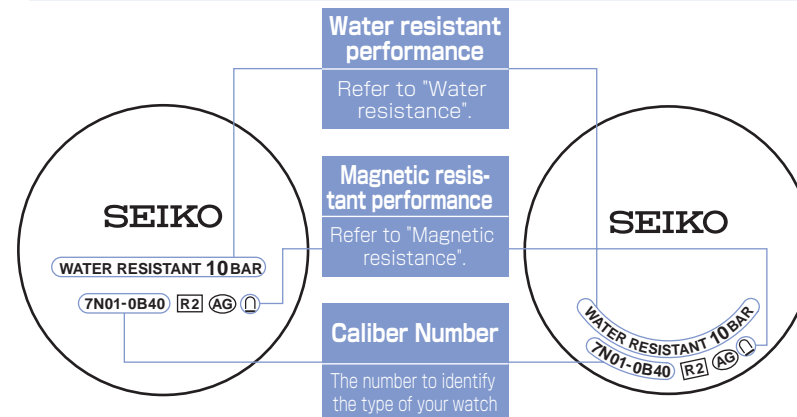 Water resistant
performance
Refer to "Water
resistance".
Magnetic resis-
tant performance
Refer to "Magnetic
resistance".
Caliber Number
The number to identify
the type of your watch
SEIKO
WATER RESISTANT 10 BAR
7N01-0B40 R2 AG
SEIKO
WATER RESISTANT 10 BAR
7N01-0B40 R2 AG